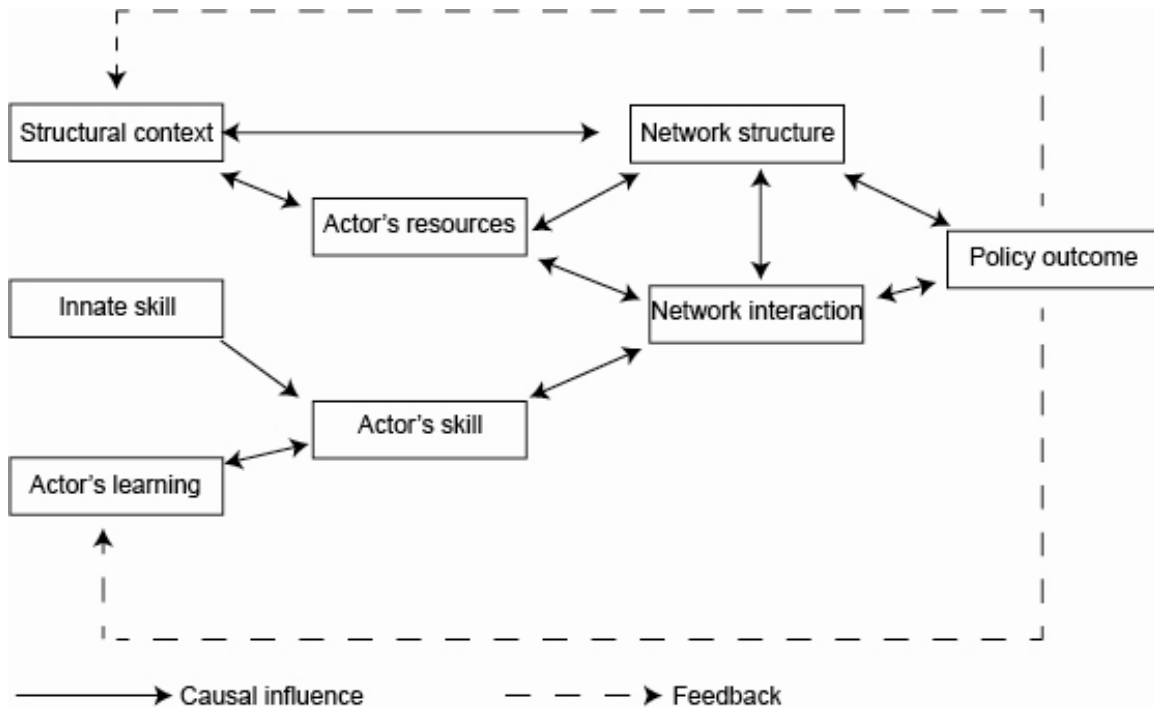 Structural context
Network structure
Actor’s resources
Policy outcome
Innate skill
Network interaction
Actor’s skill
Actor’s learning
Causal influence
Feedback